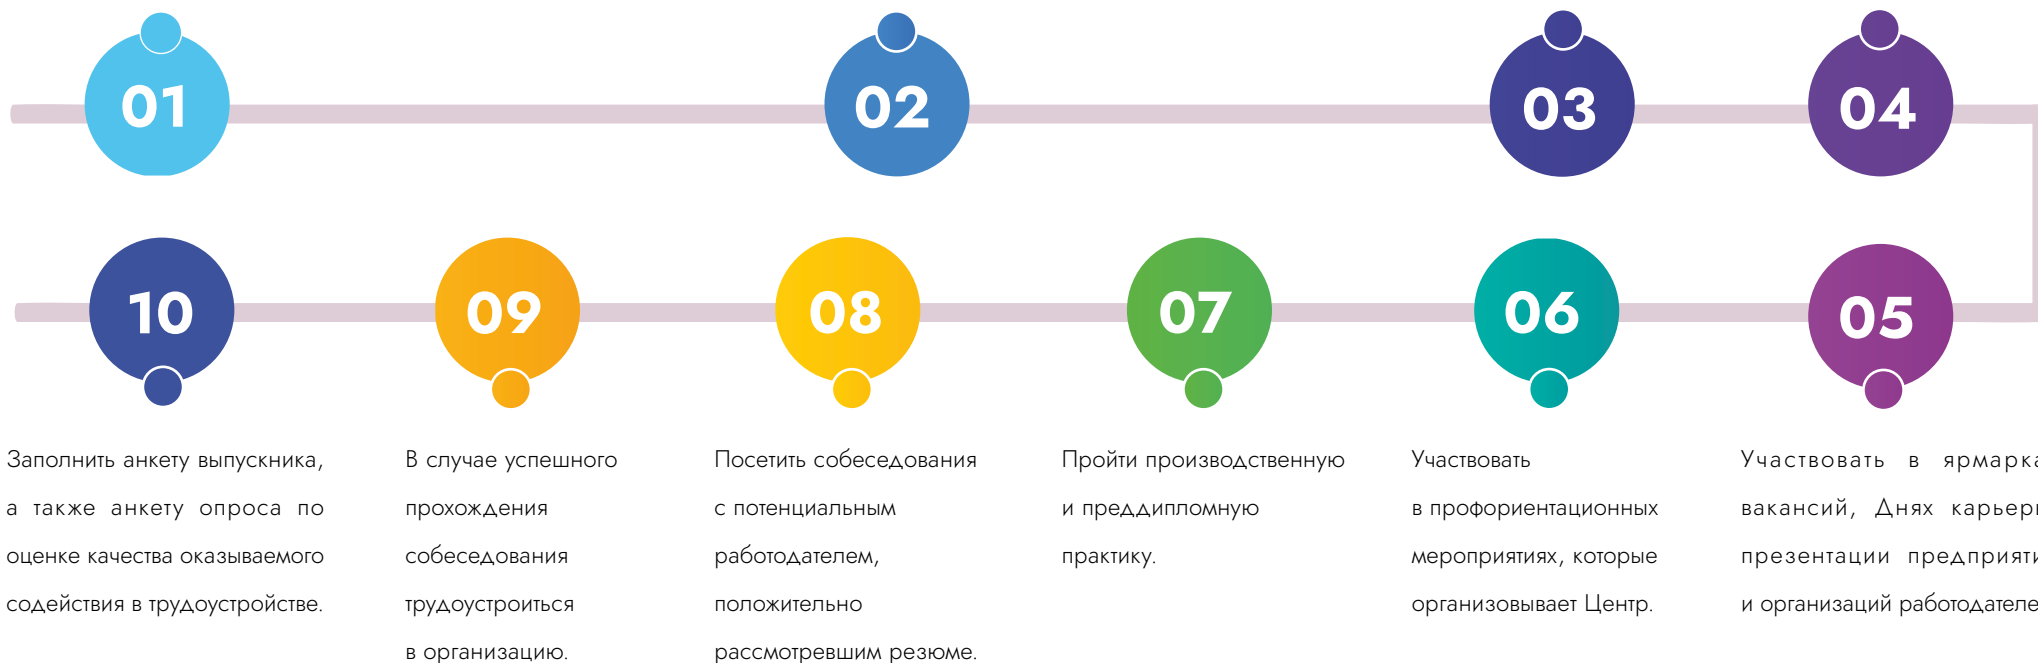 01
02
03
04
10
09
08
07
06
05
Заполнить анкету выпускника,
а также анкету опроса по
оценке качества оказываемого
содействия в трудоустройстве.
В случае успешного
прохождения
собеседования
трудоустроиться
в организацию.
Посетить собеседования
с потенциальным
работодателем,
положительно
рассмотревшим резюме.
Пройти производственную
и преддипломную
практику.
Участвовать
в профориентационных
мероприятиях, которые
организовывает Центр.
Участвовать в
вакансий, Днях
презентации
и организаций